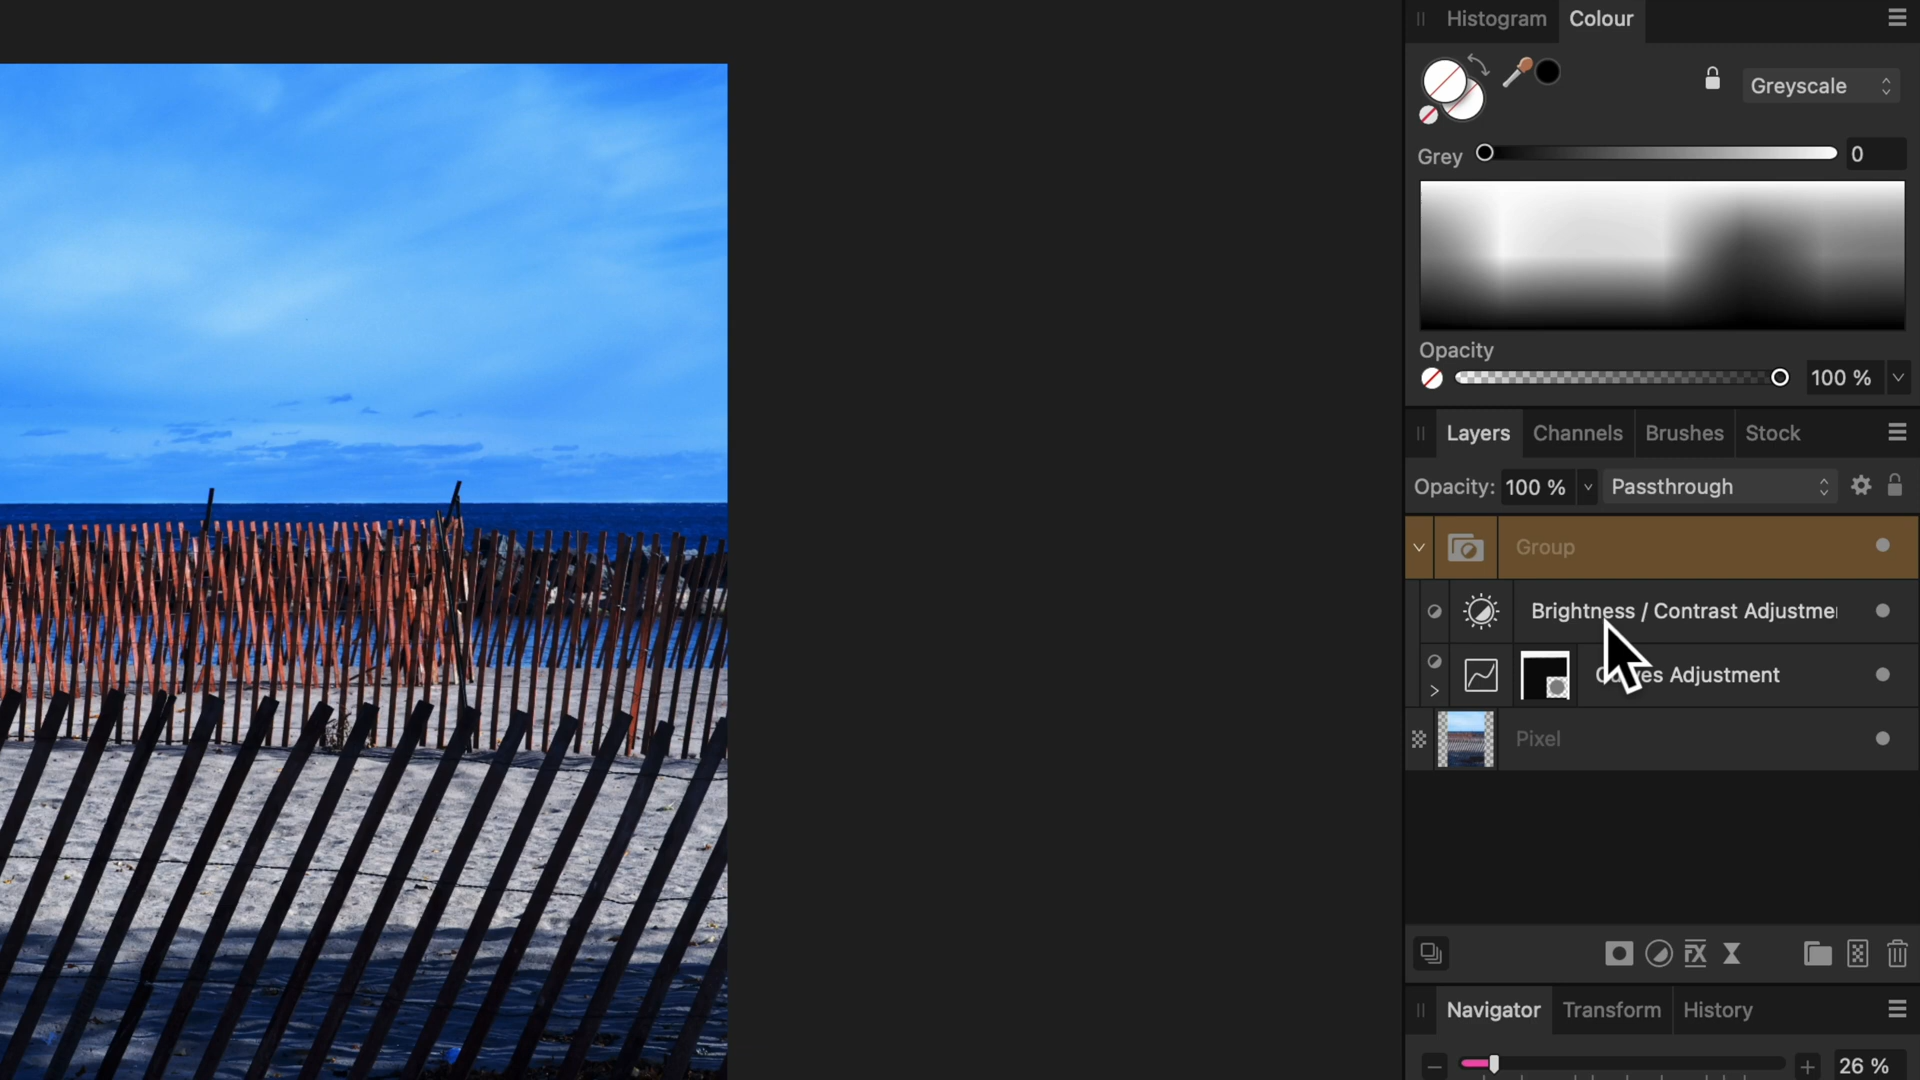 Histogram Colour
Greyscale
Grey 0
Opacity
100 %
Layers Channels Brushes Stock
Opacity: 100 % Passthrough
Group
Brightness / Contrast Adjustme
Adjustment
Pixel
FX
Navigator Transform History
26 %